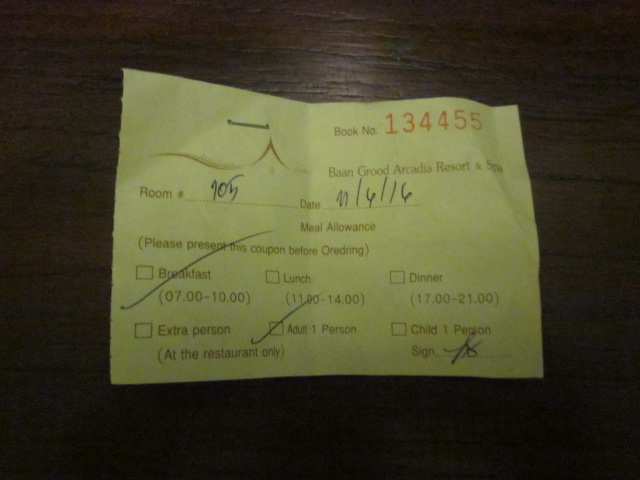 Book No. 134455
Baan Grood Arcadia Resort & Spa
Room # 105 Date 11/6/16
Meal Allowance
(Please present this coupon before Oredring)
Breakfast Lunch Dinner
(07.00-10.00) (11.00-14.00) (17.00-21.00)
Extra person Adult 1 Person Child 1 Person
(At the restaurant only) Sign.